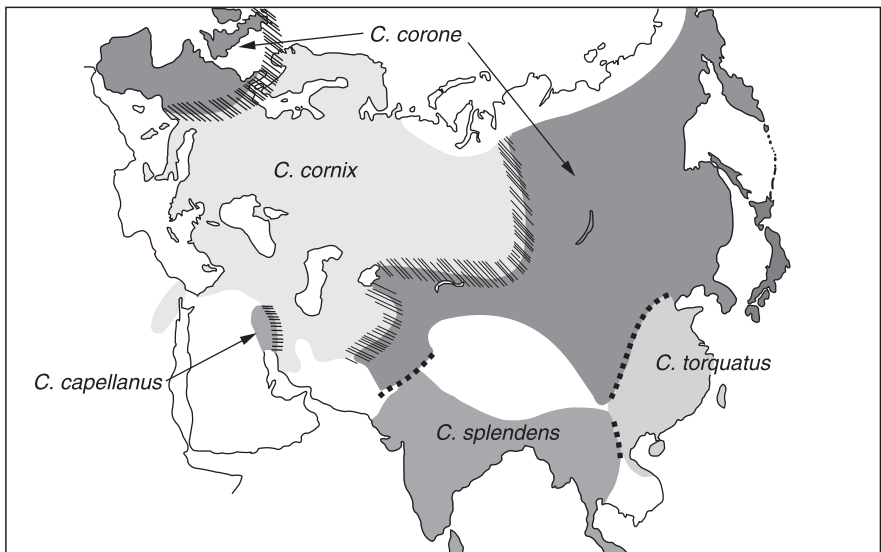 C. corone
C. cornix
C. torquatus
C. capellanus
C. splendens